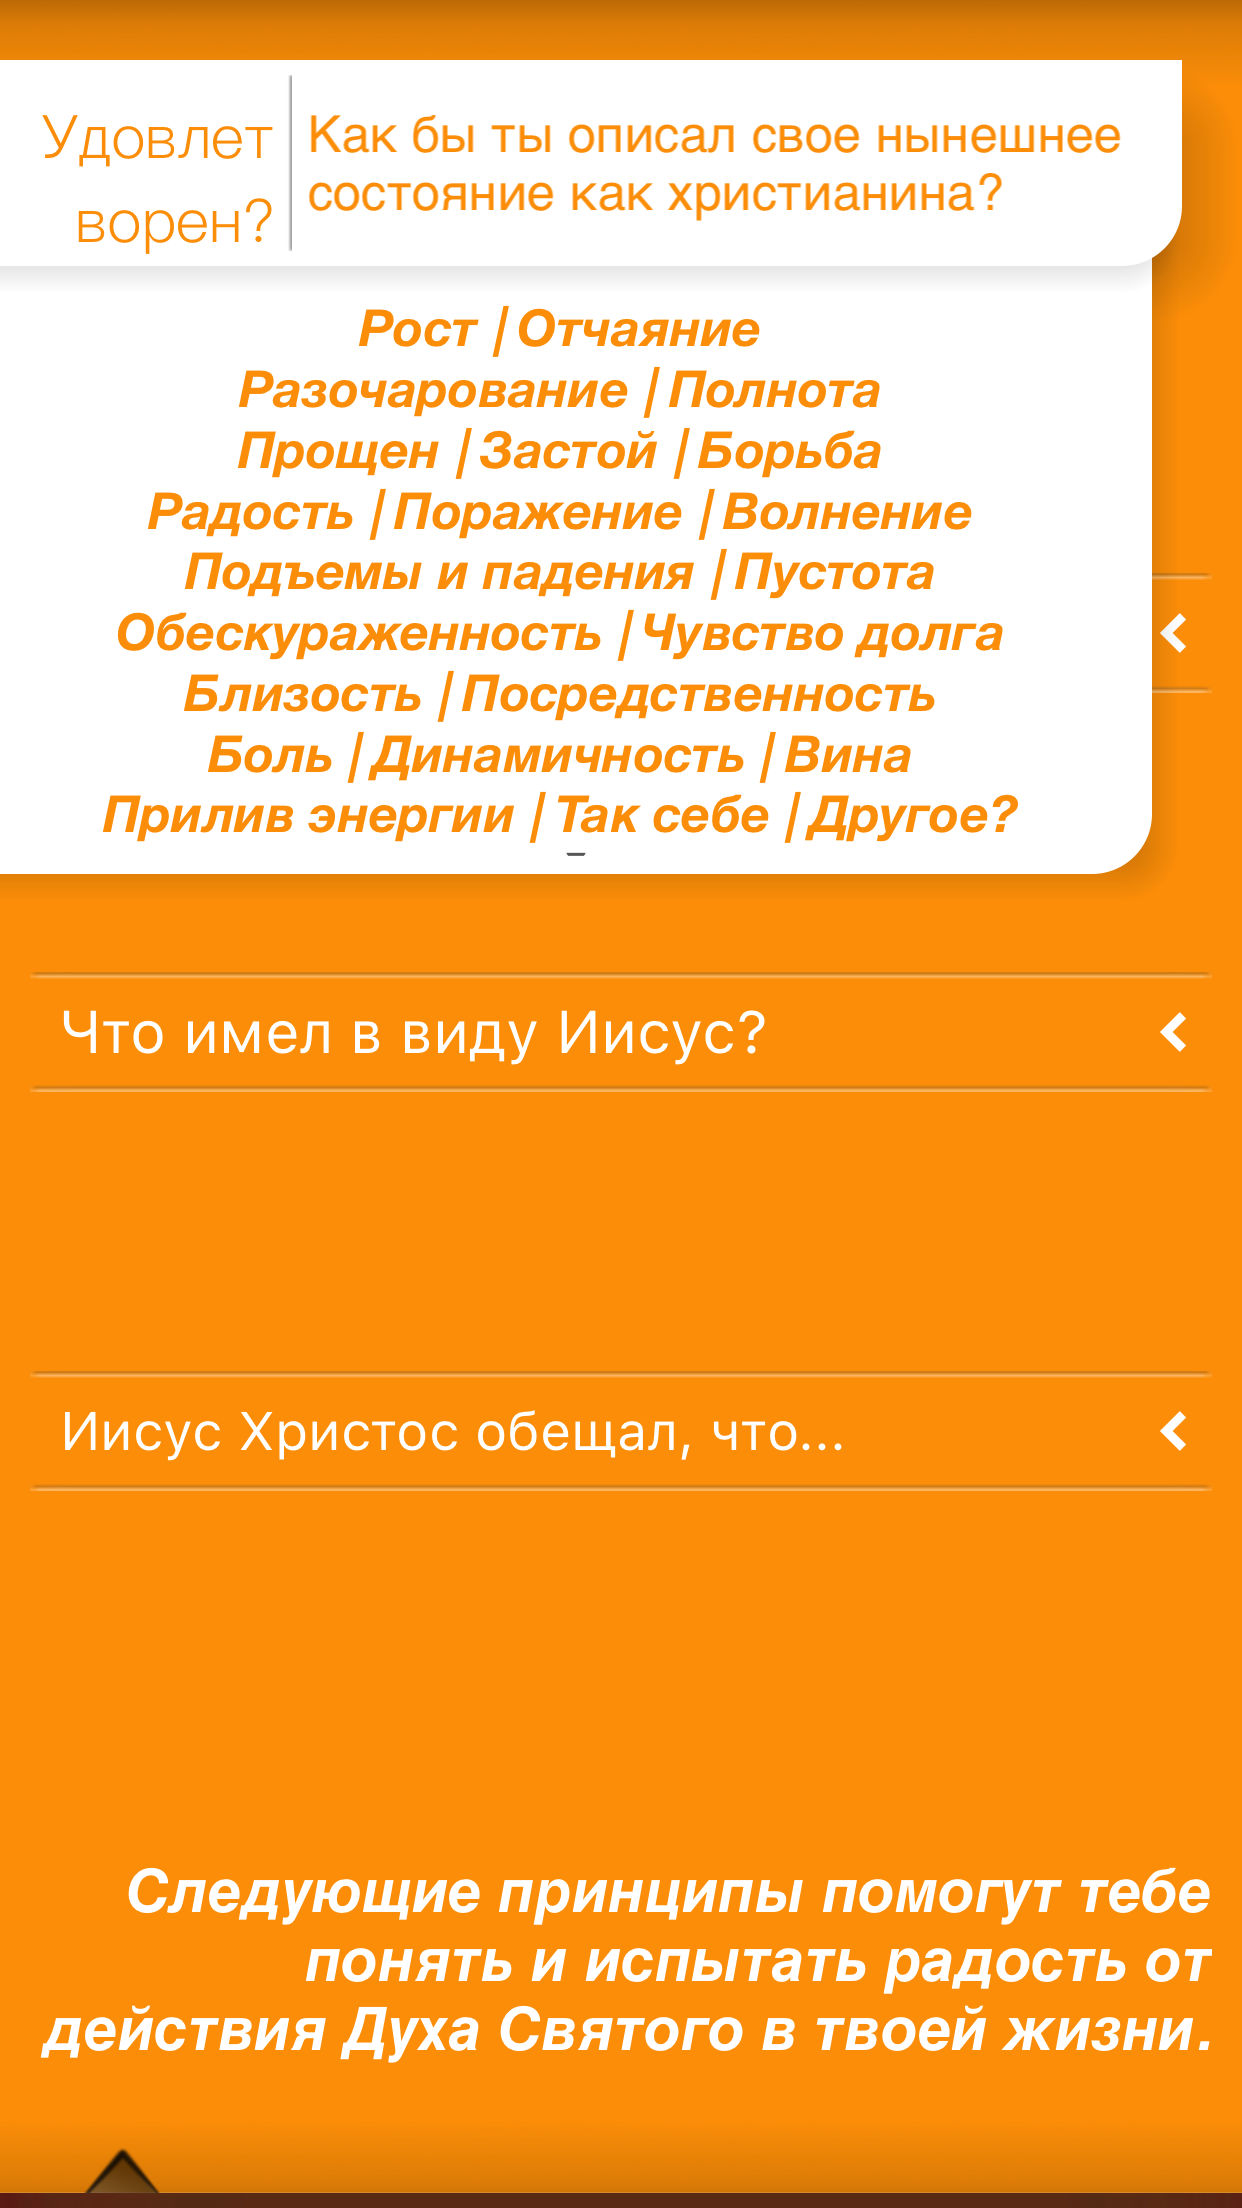 Удовлет
ворен?
Как бы ты описал свое нынешнее
состояние как христианина?
Рост | Отчаяние
Разочарование | Полнота
Прощен | Застой | Борьба
Радость | Поражение | Волнение
Подъемы и падения | Пустота
Обескураженность | Чувство долга
Близость | Посредственность
Боль | Динамичность | Вина
Прилив энергии | Так себе | Другое?
Что имел в виду Иисус?
Иисус Христос обещал, что...
Следующие принципы помогут тебе
понять и испытать радость от
действия Духа Святого в твоей жизни.